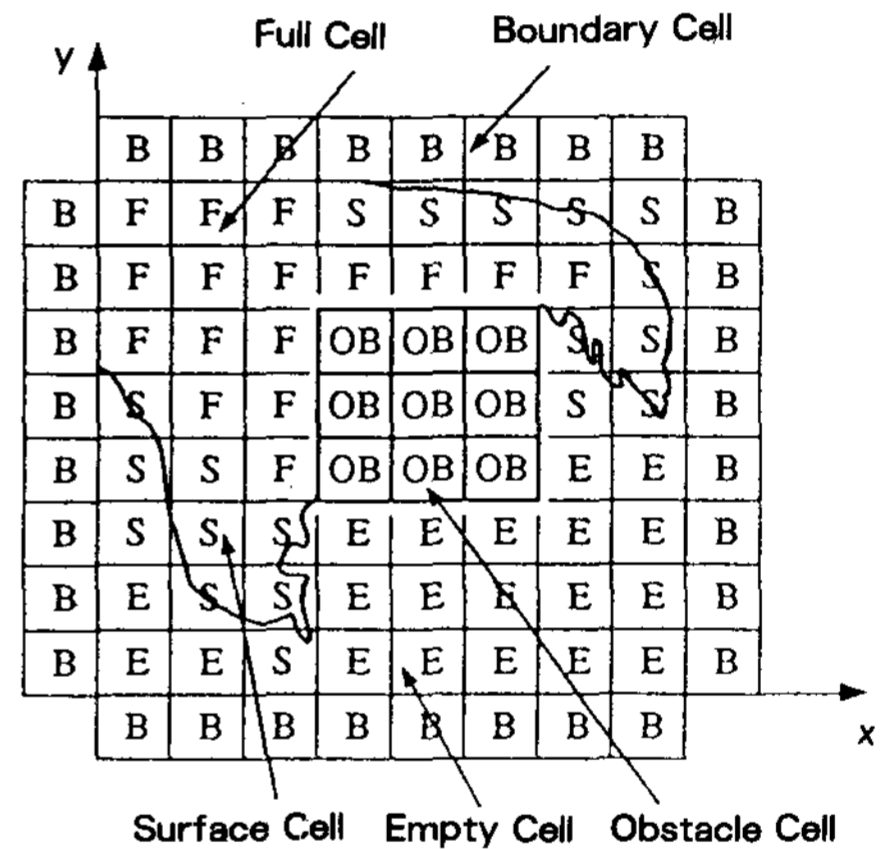 Full Cell Boundary Cell
y
B B B B B B B B
B F F F S S S S S B
B F F F F F F F S B
B F F F OB OB OB S S B
B S F F OB OB OB S S B
B S S F OB OB OB E E B
B S S S E E E E E B
B E S S E E E E E B
B E E S E E E E E B
B B B B B B B B
x
Surface Cell Empty Cell Obstacle Cell